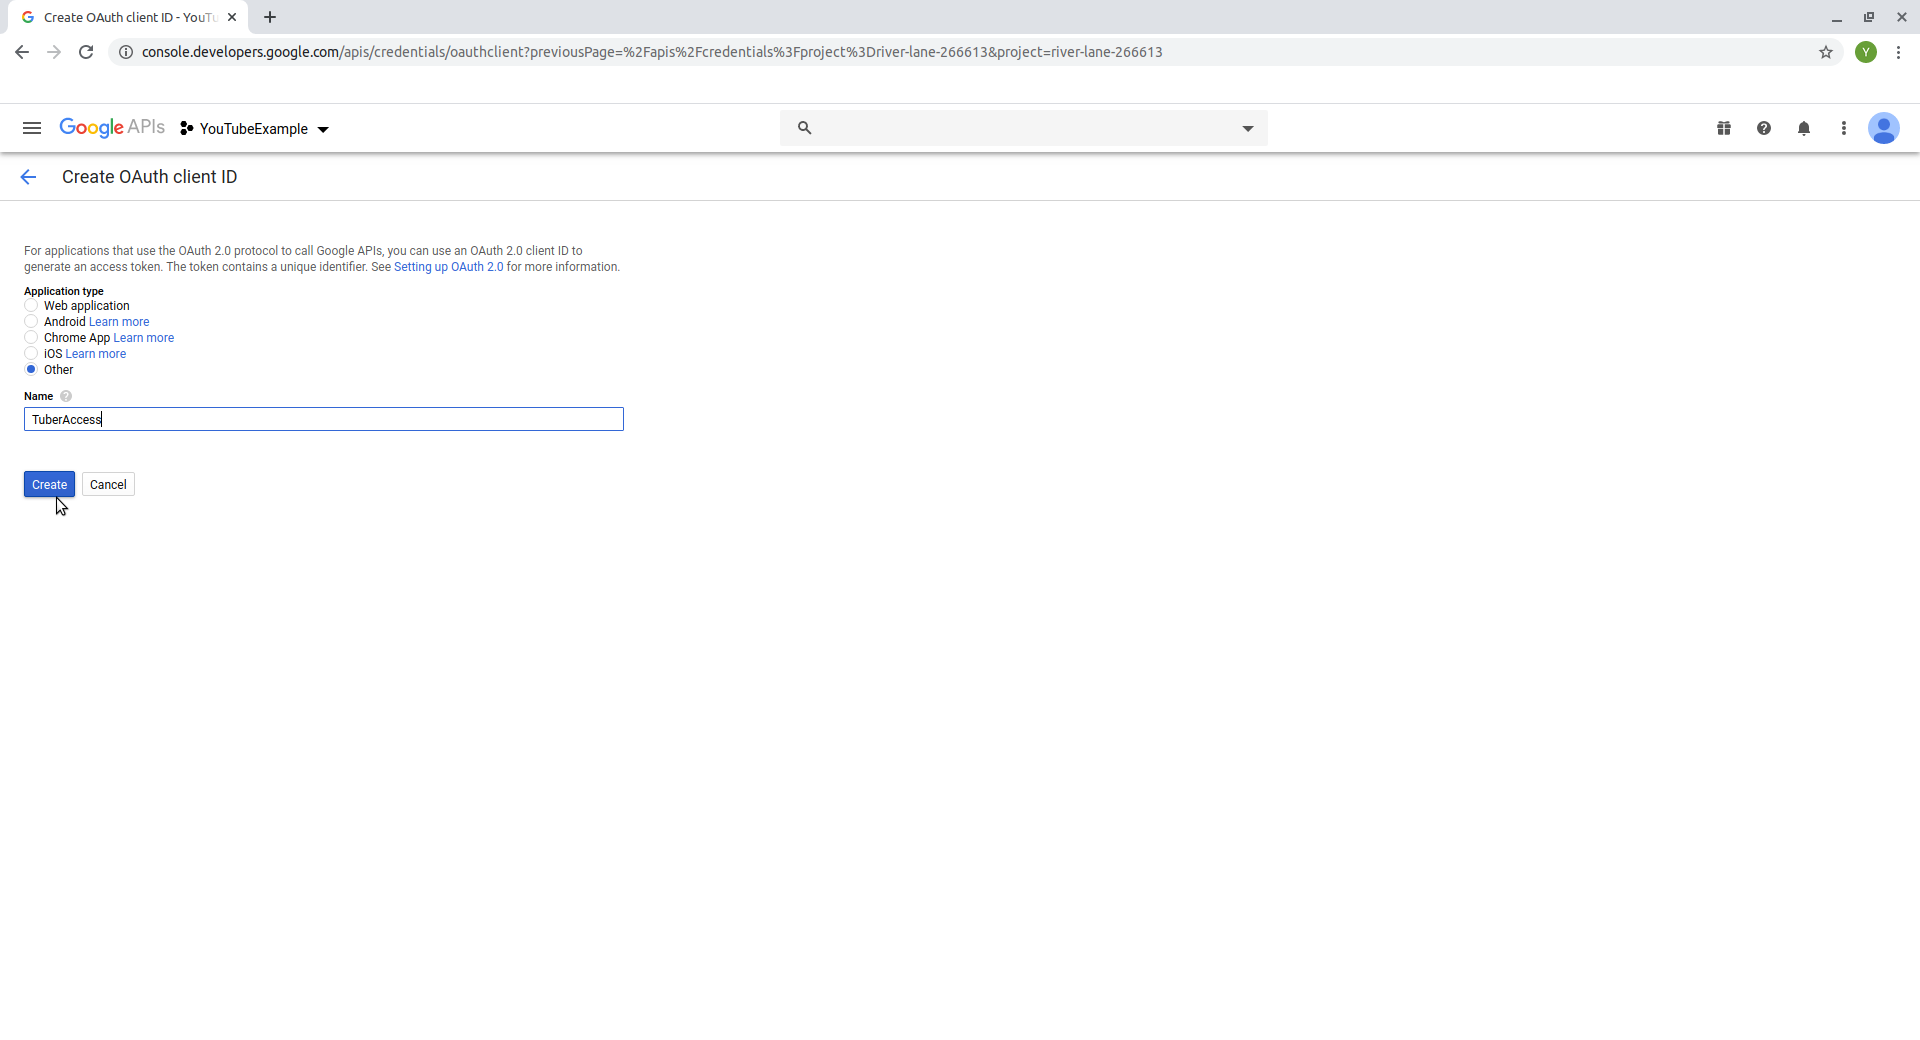 Create OAuth client ID - YouTu
console.developers.google.com/apis/credentials/oauthclient?previousPage=%2Fapis%2Fcredentials%3Fproject%3Driver-lane-266613&project=river-lane-266613
Y
Google APIs
YouTubeExample
Create OAuth client ID
For applications that use the OAuth 2.0 protocol to call Google APIs, you can use an OAuth 2.0 client ID to
generate an access token. The token contains a unique identifier. See Setting up OAuth 2.0 for more information.
Application type
Web application
Android Learn more
Chrome App Learn more
iOS Learn more
Other
Name
TuberAccess
Create Cancel